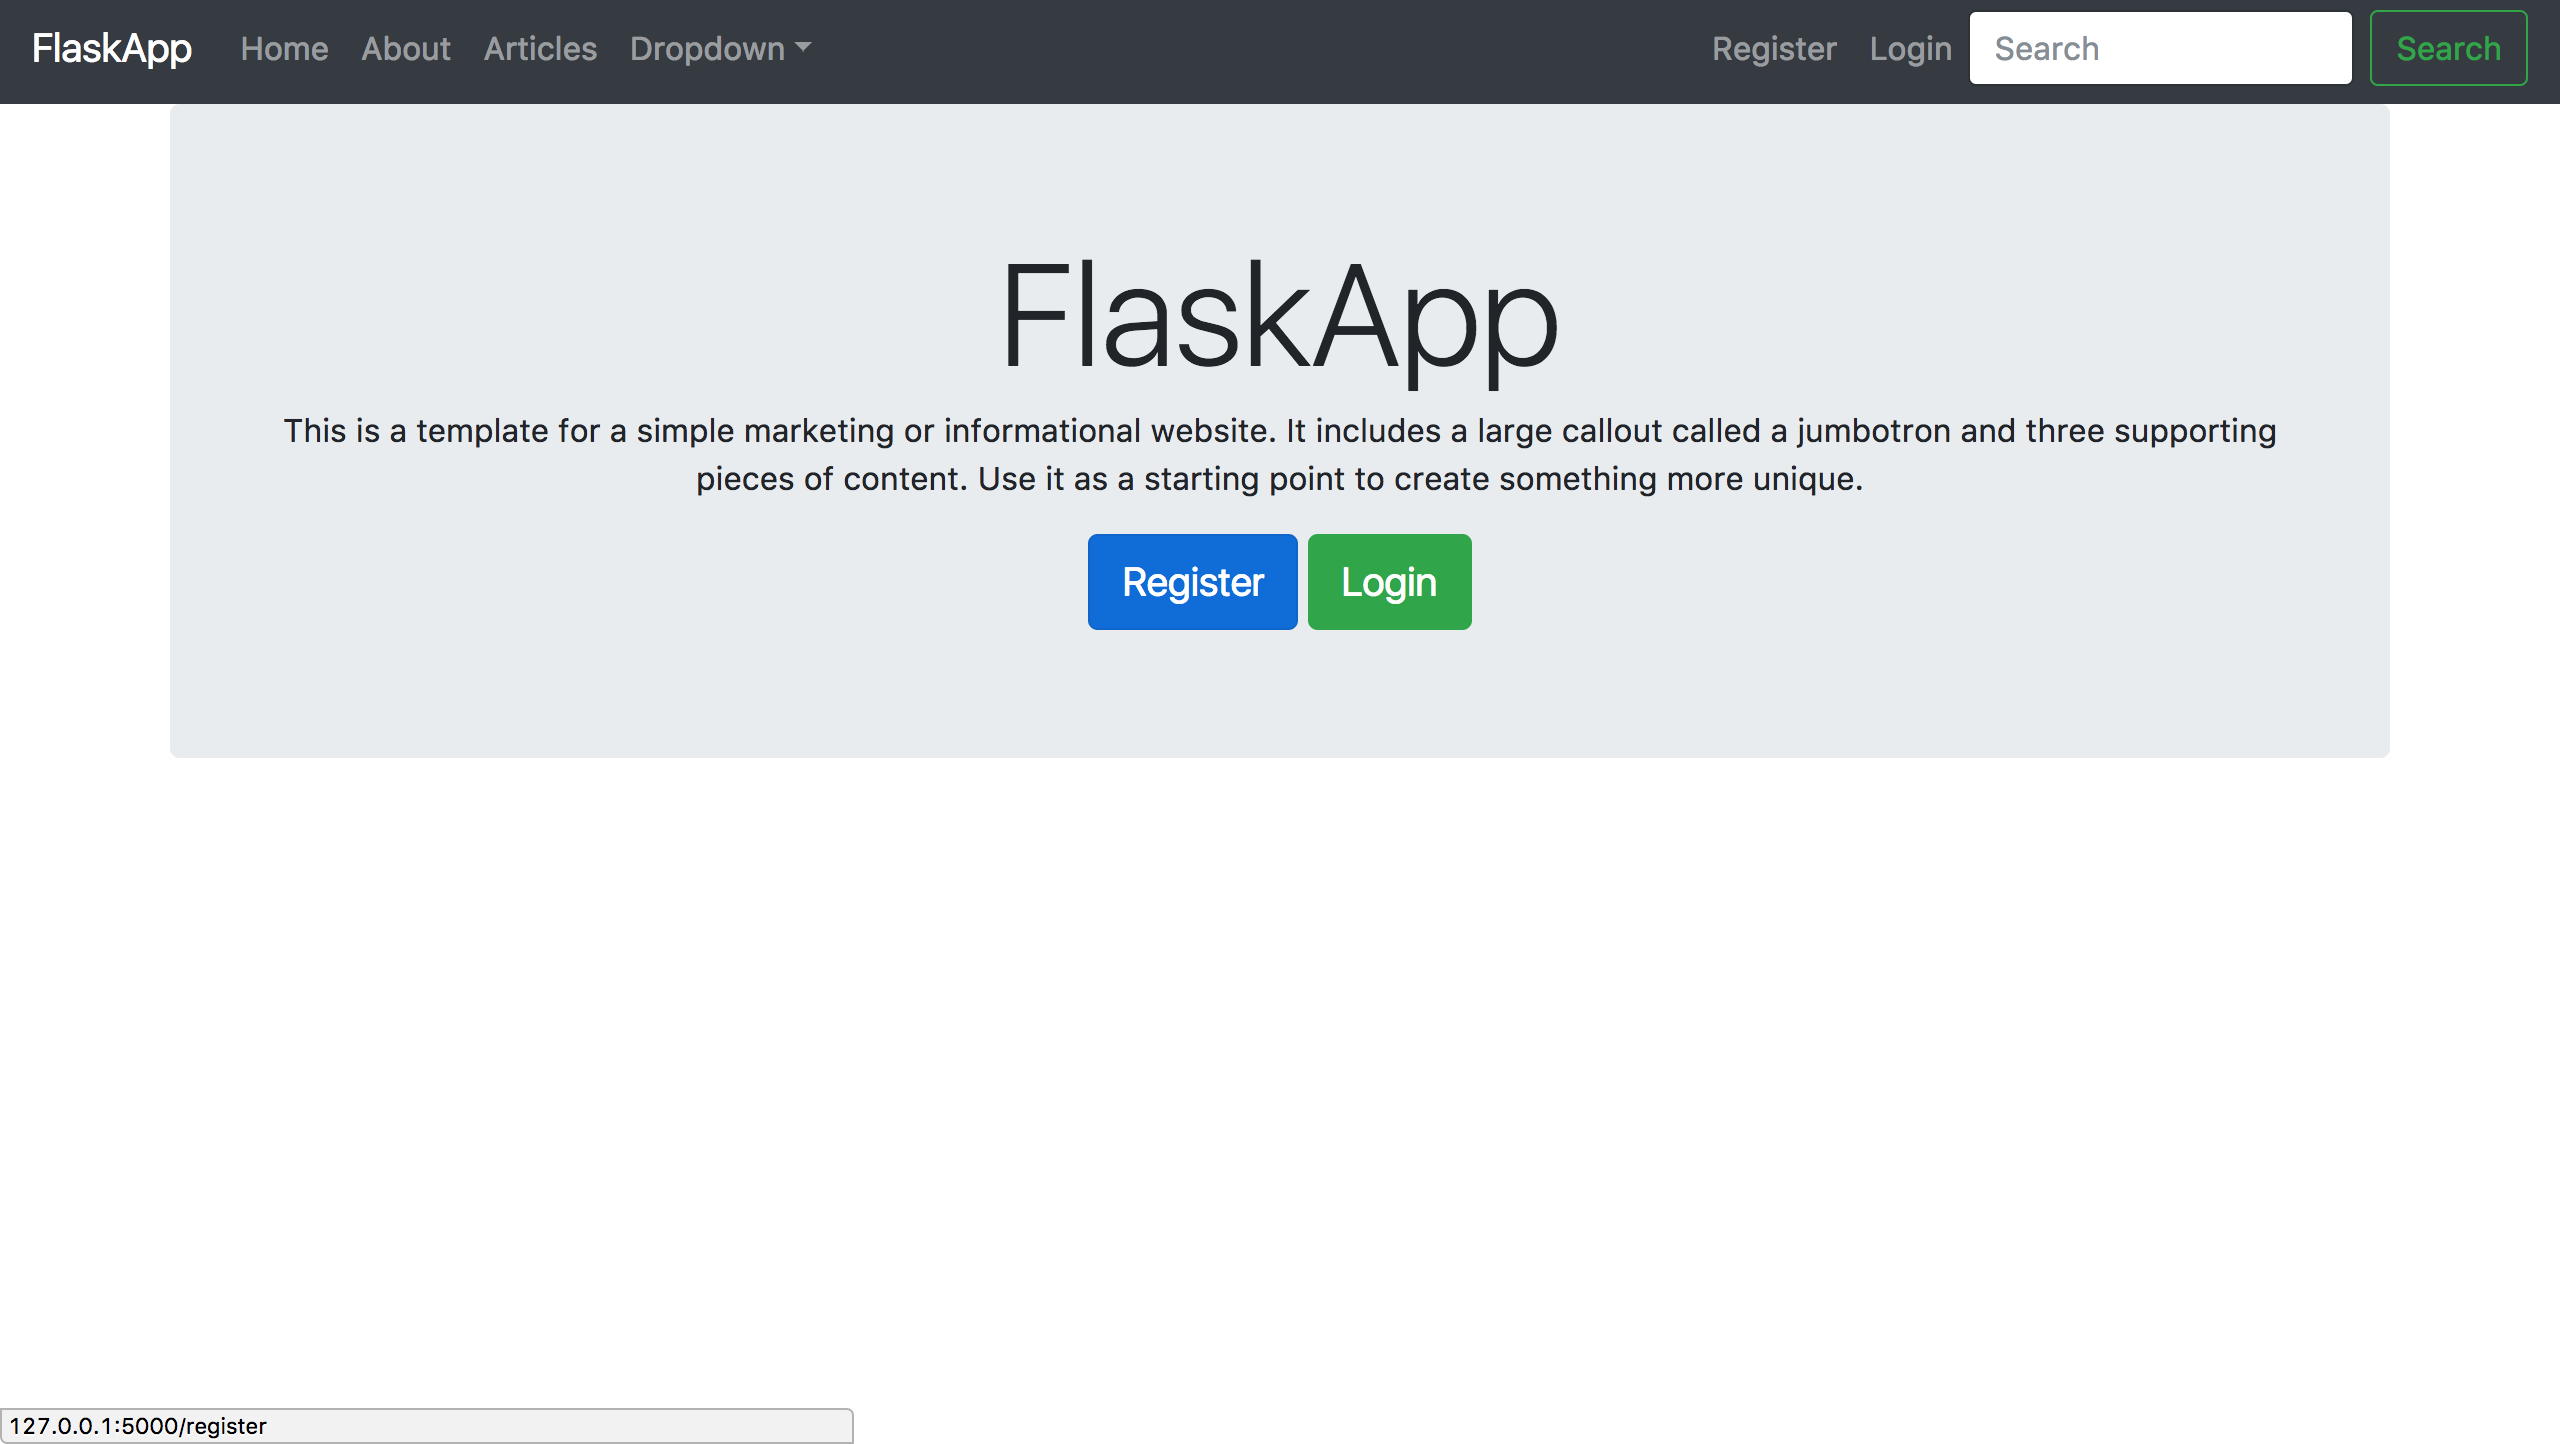 FlaskApp Home About Articles Dropdown Register Login Search Search
FlaskApp
This is a template for a simple marketing or informational website. It includes a large callout called a jumbotron and three supporting
pieces of content. Use it as a starting point to create something more unique.
Register Login
127.0.0.1:5000/register